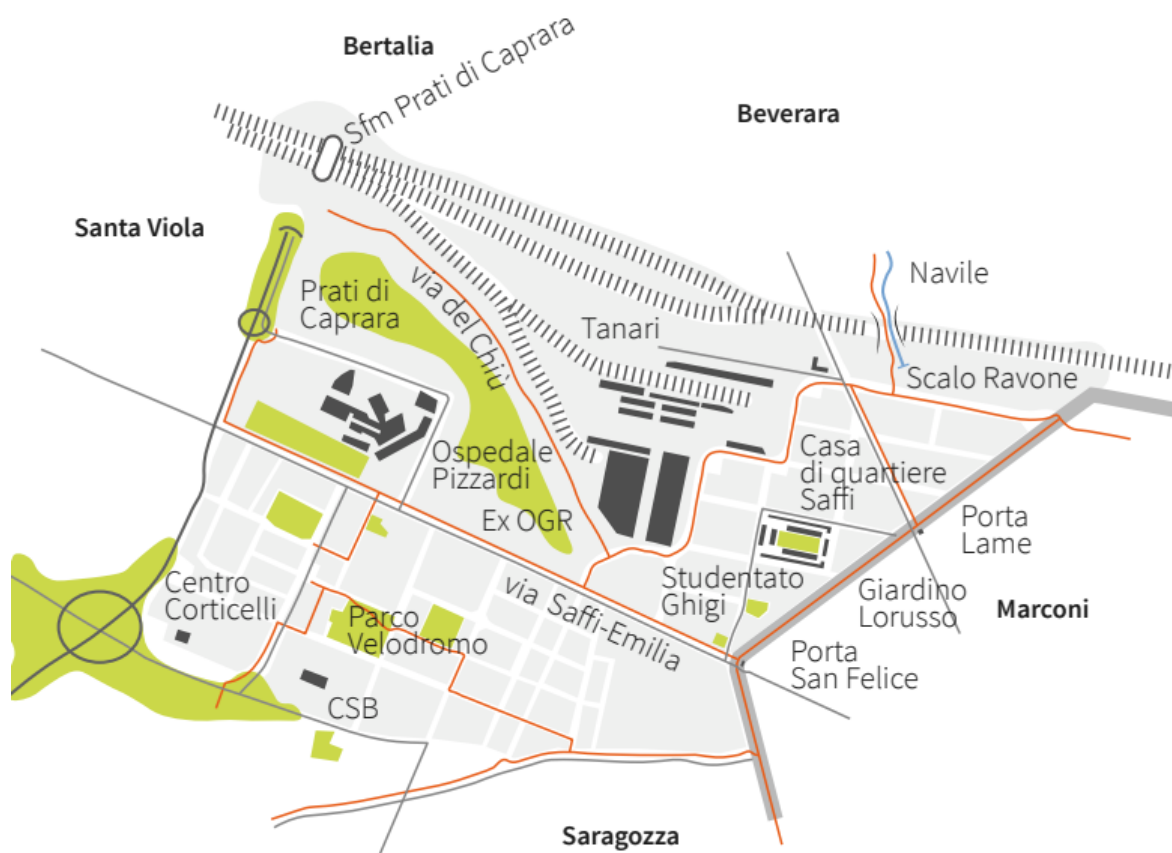 Bertalia
Sfm Prati di Caprara
Beverara
Santa Viola
Navile
Prati di
Caprara
via del Chiù
Tanari
Scalo Ravone
Ospedale
Pizzardi
Casa
di quartiere
Saffi
Ex OGR
Porta
Lame
Centro
Corticelli
Parco
Velodromo
via Saffi-Emilia
Studentato
Ghigi
Giardino
Lorusso
Marconi
Porta
San Felice
CSB
Saragozza